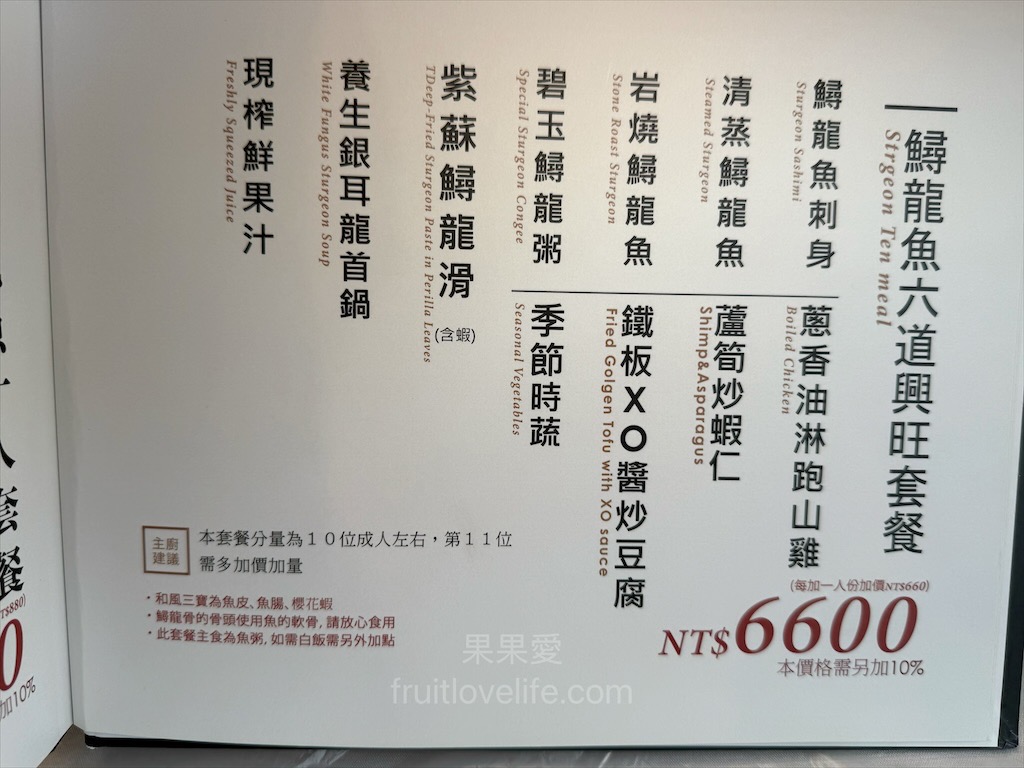 鱘龍魚六道興旺套餐
Strgeon Ten meal
鱘龍魚刺身
Sturgeon Sashimi
蔥香油淋跑山雞
Boiled Chicken
清蒸鱘龍魚
Steamed Sturgeon
蘆筍炒蝦仁
Shimp&Asparagus
岩燒鱘龍魚
Stone Roast Sturgeon
鐵板XO醬炒豆腐
Fried Golgen Tofu with XO sauce
碧玉鱘龍粥
Special Sturgeon Congee
季節時蔬
Seasonal Vegetables
紫蘇鱘龍滑(含蝦)
TDeep-Fried Sturgeon Paste in Perilla Leaves
養生銀耳龍首鍋
White Fungus Sturgeon Soup
現榨鮮果汁
Freshly Squeezed Juice
(每加一人份加價NT$660)
NT$6600
本價格需另加10%
主廚
建議
本套餐分量為10位成人左右，第11位
需多加價加量
・和風三寶為魚皮、魚腸、櫻花蝦
・鱘龍骨的骨頭使用魚的軟骨,請放心食用
・此套餐主食為魚粥,如需白飯需另外加點
果果愛
fruitlovelife.com
人套餐
T$880)
0
加10%